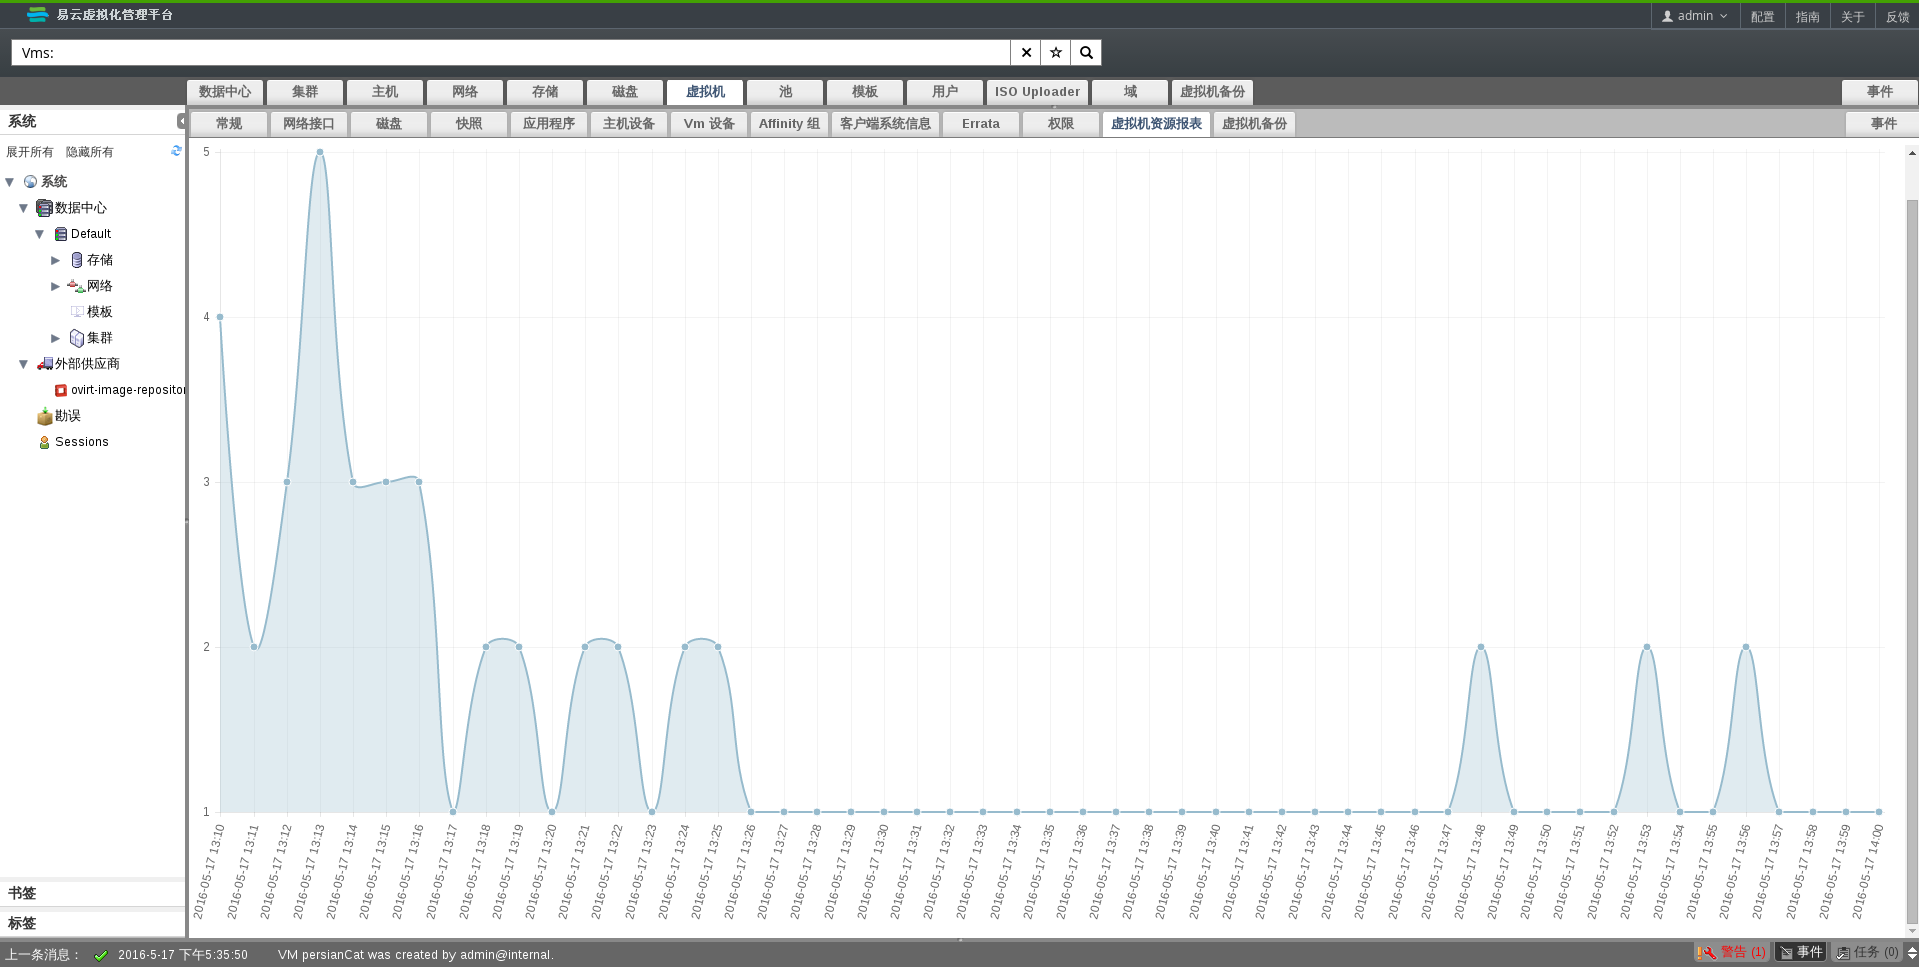 易云虚拟化管理平台
admin 配置 指南 关于 反馈
Vms:
数据中心 集群 主机 网络 存储 磁盘 虚拟机 池 模板 用户 ISO Uploader 域 虚拟机备份 事件
常规 网络接口 磁盘 快照 应用程序 主机设备 Vm 设备 Affinity 组 客户端系统信息 Errata 权限 虚拟机资源报表 虚拟机备份 事件
系统
展开所有 隐藏所有
系统
数据中心
Default
存储
网络
模板
集群
外部供应商
ovirt-image-repositor
勘误
Sessions
书签
标签
5
4
3
2
1
2016-05-17 13:10
2016-05-17 13:11
2016-05-17 13:12
2016-05-17 13:13
2016-05-17 13:14
2016-05-17 13:15
2016-05-17 13:16
2016-05-17 13:17
2016-05-17 13:18
2016-05-17 13:19
2016-05-17 13:20
2016-05-17 13:21
2016-05-17 13:22
2016-05-17 13:23
2016-05-17 13:24
2016-05-17 13:25
2016-05-17 13:26
2016-05-17 13:27
2016-05-17 13:28
2016-05-17 13:29
2016-05-17 13:30
2016-05-17 13:31
2016-05-17 13:32
2016-05-17 13:33
2016-05-17 13:34
2016-05-17 13:35
2016-05-17 13:36
2016-05-17 13:37
2016-05-17 13:38
2016-05-17 13:39
2016-05-17 13:40
2016-05-17 13:41
2016-05-17 13:42
2016-05-17 13:43
2016-05-17 13:44
2016-05-17 13:45
2016-05-17 13:46
2016-05-17 13:47
2016-05-17 13:48
2016-05-17 13:49
2016-05-17 13:50
2016-05-17 13:51
2016-05-17 13:52
2016-05-17 13:53
2016-05-17 13:54
2016-05-17 13:55
2016-05-17 13:56
2016-05-17 13:57
2016-05-17 13:58
2016-05-17 13:59
2016-05-17 14:00
上一条消息： 2016-5-17 下午5:35:50 VM persianCat was created by admin@internal. 警告 (1) 事件 任务 (0)